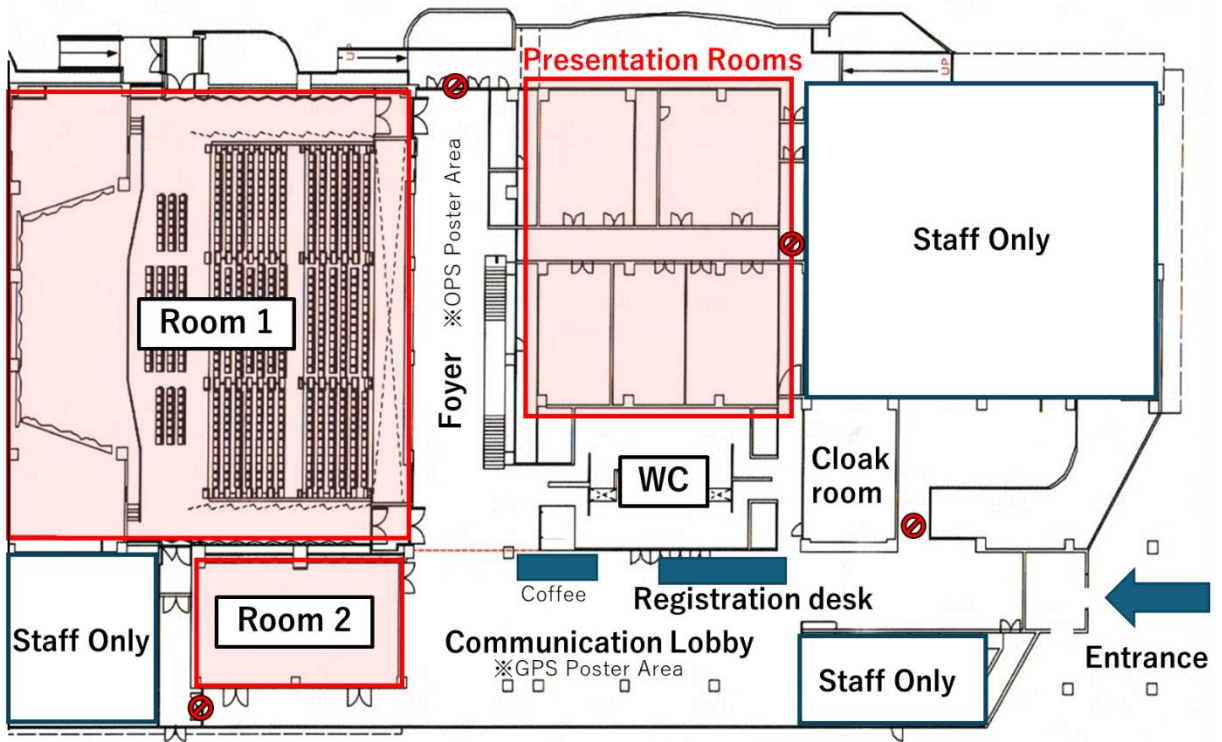 UP
Presentation Rooms
UP
Room 1
Foyer ※OPS Poster Area
Staff Only
WC
Cloak
room
Staff Only
Room 2
Coffee
Registration desk
Communication Lobby
※GPS Poster Area
Staff Only
Entrance